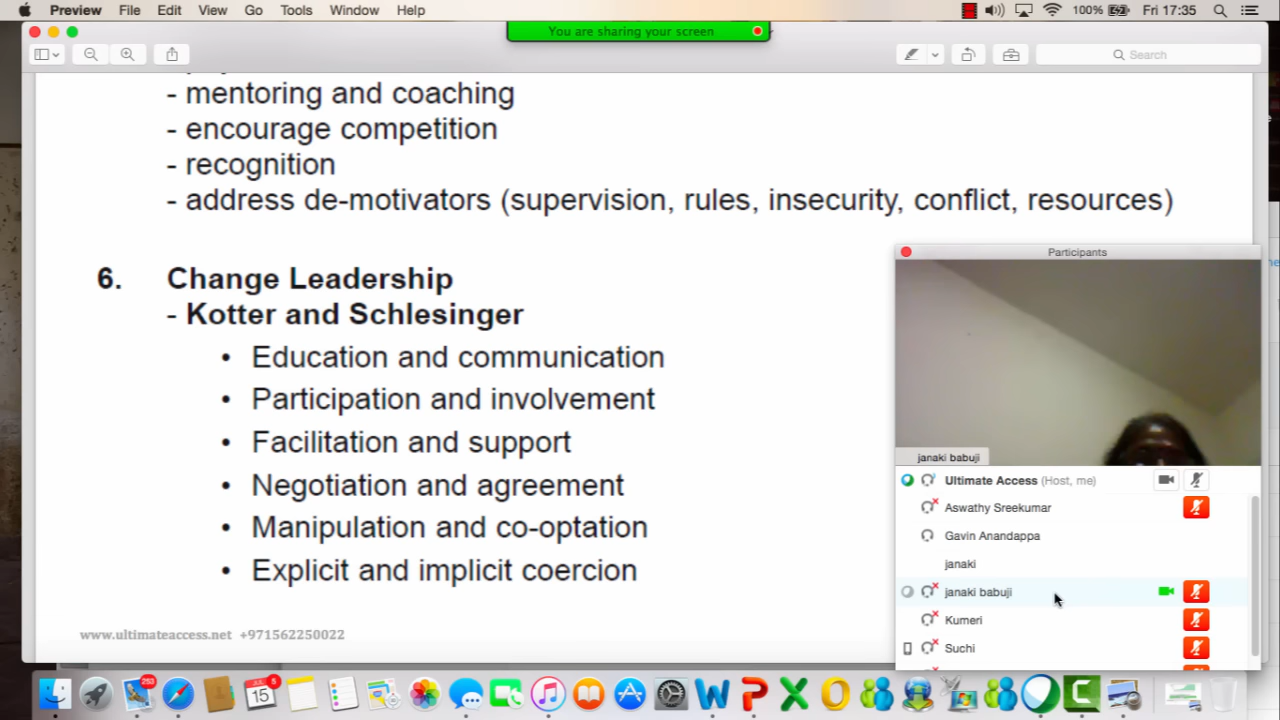 Preview File Edit View Go Tools Window Help 100% Fri 17:35
You are sharing your screen
Search
- mentoring and coaching
- encourage competition
- recognition
- address de-motivators (supervision, rules, insecurity, conflict, resources)
6. Change Leadership
- Kotter and Schlesinger
• Education and communication
• Participation and involvement
• Facilitation and support
• Negotiation and agreement
• Manipulation and co-optation
• Explicit and implicit coercion
www.ultimateaccess.net +971562250022
Participants
janaki babuji
Ultimate Access (Host, me)
Aswathy Sreekumar
Gavin Anandappa
janaki
janaki babuji
Kumeri
Suchi
253
15
5